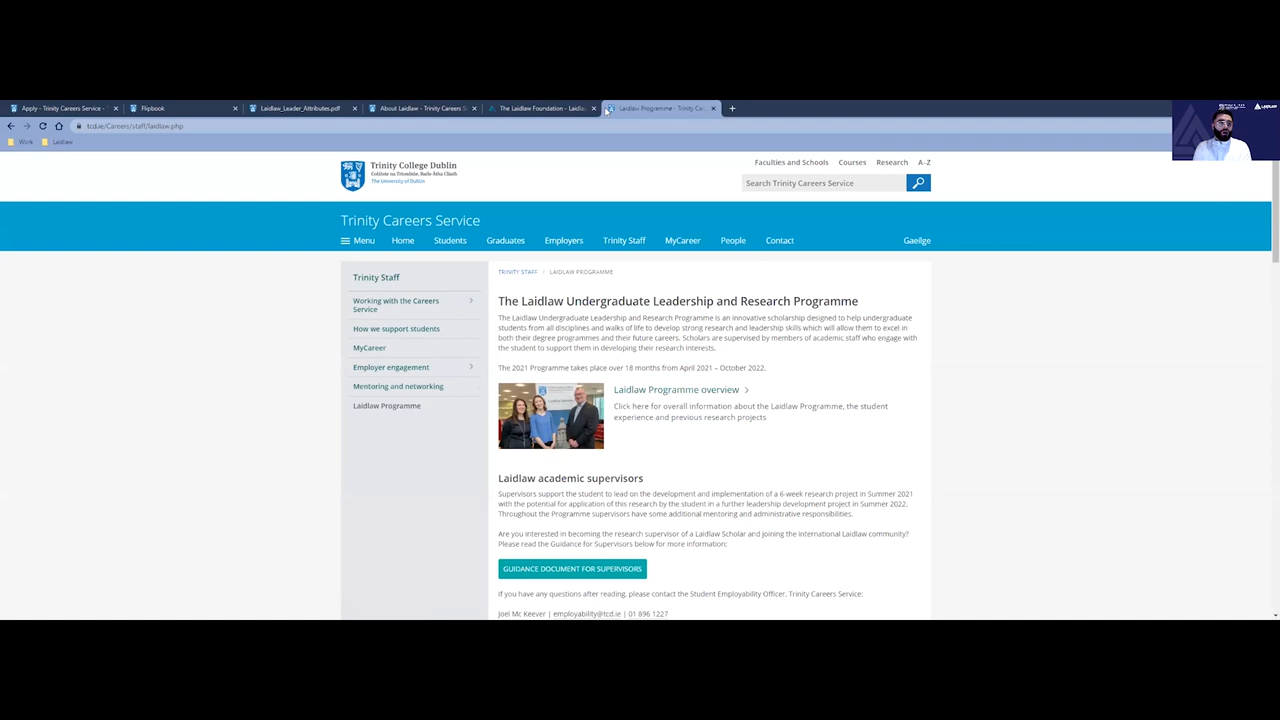 Apply - Trinity Careers Service -
Flipbook
Laidlaw_Leader_Attributes.pdf
About Laidlaw - Trinity Careers S
The Laidlaw Foundation - Laidla
Laidlaw Programme - Trinity Ca
tcd.ie/Careers/staff/laidlaw.php
Work
Laidlaw
Trinity College Dublin
Coláiste na Tríonóide, Baile Átha Cliath
The University of Dublin
Faculties and Schools Courses Research A-Z
Search Trinity Careers Service
Trinity Careers Service
Menu Home Students Graduates Employers Trinity Staff MyCareer People Contact Gaeilge
Trinity Staff
Working with the Careers
Service
How we support students
MyCareer
Employer engagement
Mentoring and networking
Laidlaw Programme
TRINITY STAFF / LAIDLAW PROGRAMME
The Laidlaw Undergraduate Leadership and Research Programme
The Laidlaw Undergraduate Leadership and Research Programme is an innovative scholarship designed to help undergraduate
students from all disciplines and walks of life to develop strong research and leadership skills which will allow them to excel in
both their degree programmes and their future careers. Scholars are supervised by members of academic staff who engage with
the student to support them in developing their research interests.
The 2021 Programme takes place over 18 months from April 2021 – October 2022.
Laidlaw Programme overview
Click here for overall information about the Laidlaw Programme, the student
experience and previous research projects
Laidlaw academic supervisors
Supervisors support the student to lead on the development and implementation of a 6-week research project in Summer 2021
with the potential for application of this research by the student in a further leadership development project in Summer 2022.
Throughout the Programme supervisors have some additional mentoring and administrative responsibilities.
Are you interested in becoming the research supervisor of a Laidlaw Scholar and joining the international Laidlaw community?
Please read the Guidance for Supervisors below for more information:
GUIDANCE DOCUMENT FOR SUPERVISORS
If you have any questions after reading, please contact the Student Employability Officer, Trinity Careers Service:
Joel Mc Keever | employability@tcd.ie | 01 896 1227